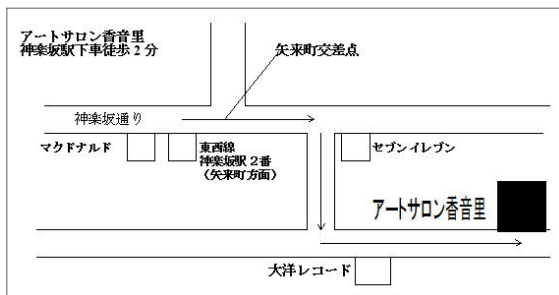 アートサロン香音里
神楽坂駅下車徒歩2分
矢来町交差点
神楽坂通り
マクドナルド
東西線
神楽坂駅2番
(矢来町方面)
セブンイレブン
アートサロン香音里
大洋レコード